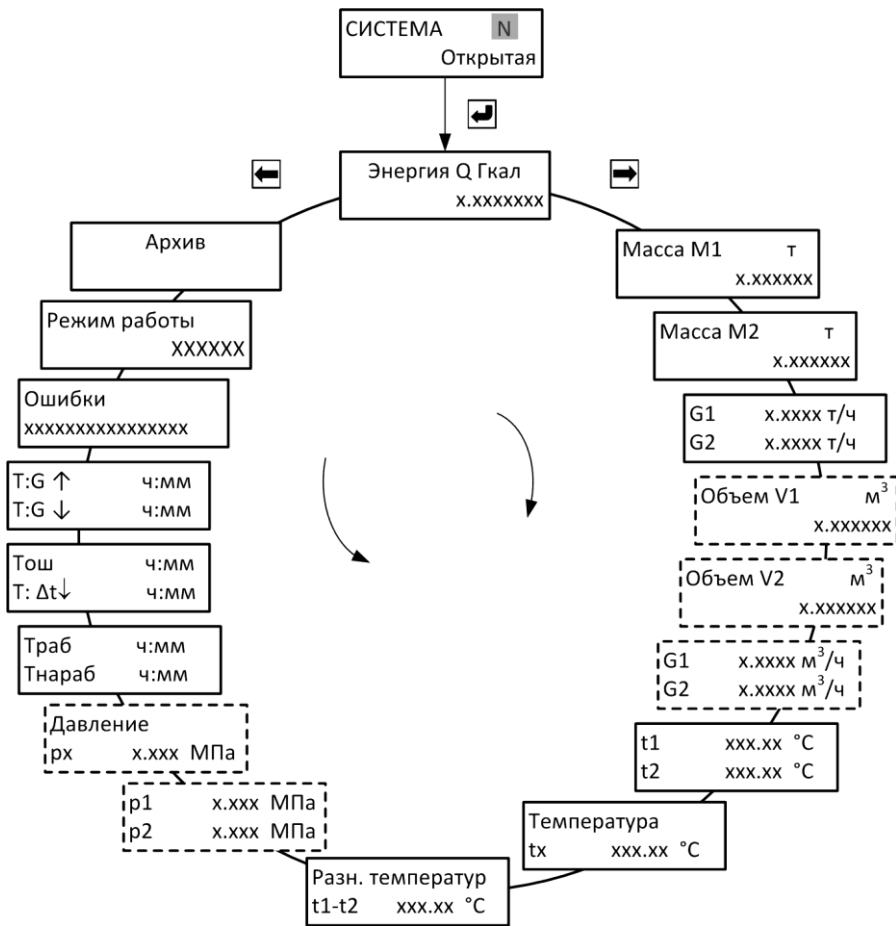 СИСТЕМА N
Открытая
Энергия Q Гкал
x.xxxxxxx
Масса M1 т
x.xxxxxx
Масса M2 т
x.xxxxxx
G1 x.xxxx т/ч
G2 x.xxxx т/ч
Объем V1 м³
x.xxxxxx
Объем V2 м³
x.xxxxxx
G1 x.xxxx м³/ч
G2 x.xxxx м³/ч
t1 xxx.xx °C
t2 xxx.xx °C
Температура
tx xxx.xx °C
Разн. температур
t1-t2 xxx.xx °C
p1 x.xxx МПа
p2 x.xxx МПа
Давление
px x.xxx МПа
Траб ч:мм
Тнараб ч:мм
Тош ч:мм
T: Δt↓ ч:мм
T:G ↑ ч:мм
T:G ↓ ч:мм
Ошибки
xxxxxxxxxxxxxxxx
Режим работы
XXXXXX
Архив